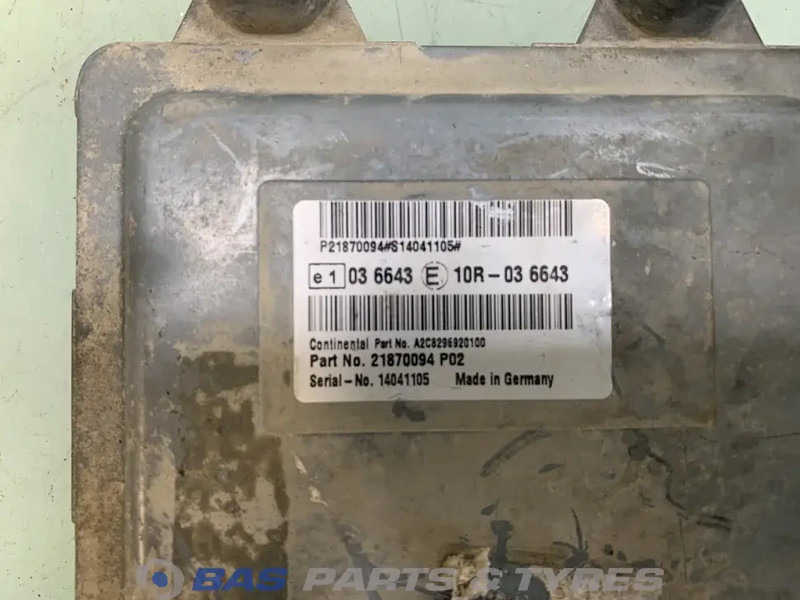 P21870094#S14041105#
e1 03 6643 E 10R-03 6643
Continental Part No. A2C8296920100
Part No. 21870094 P02
Serial-No. 14041105 Made in Germany
BAS PARTS & TYRES